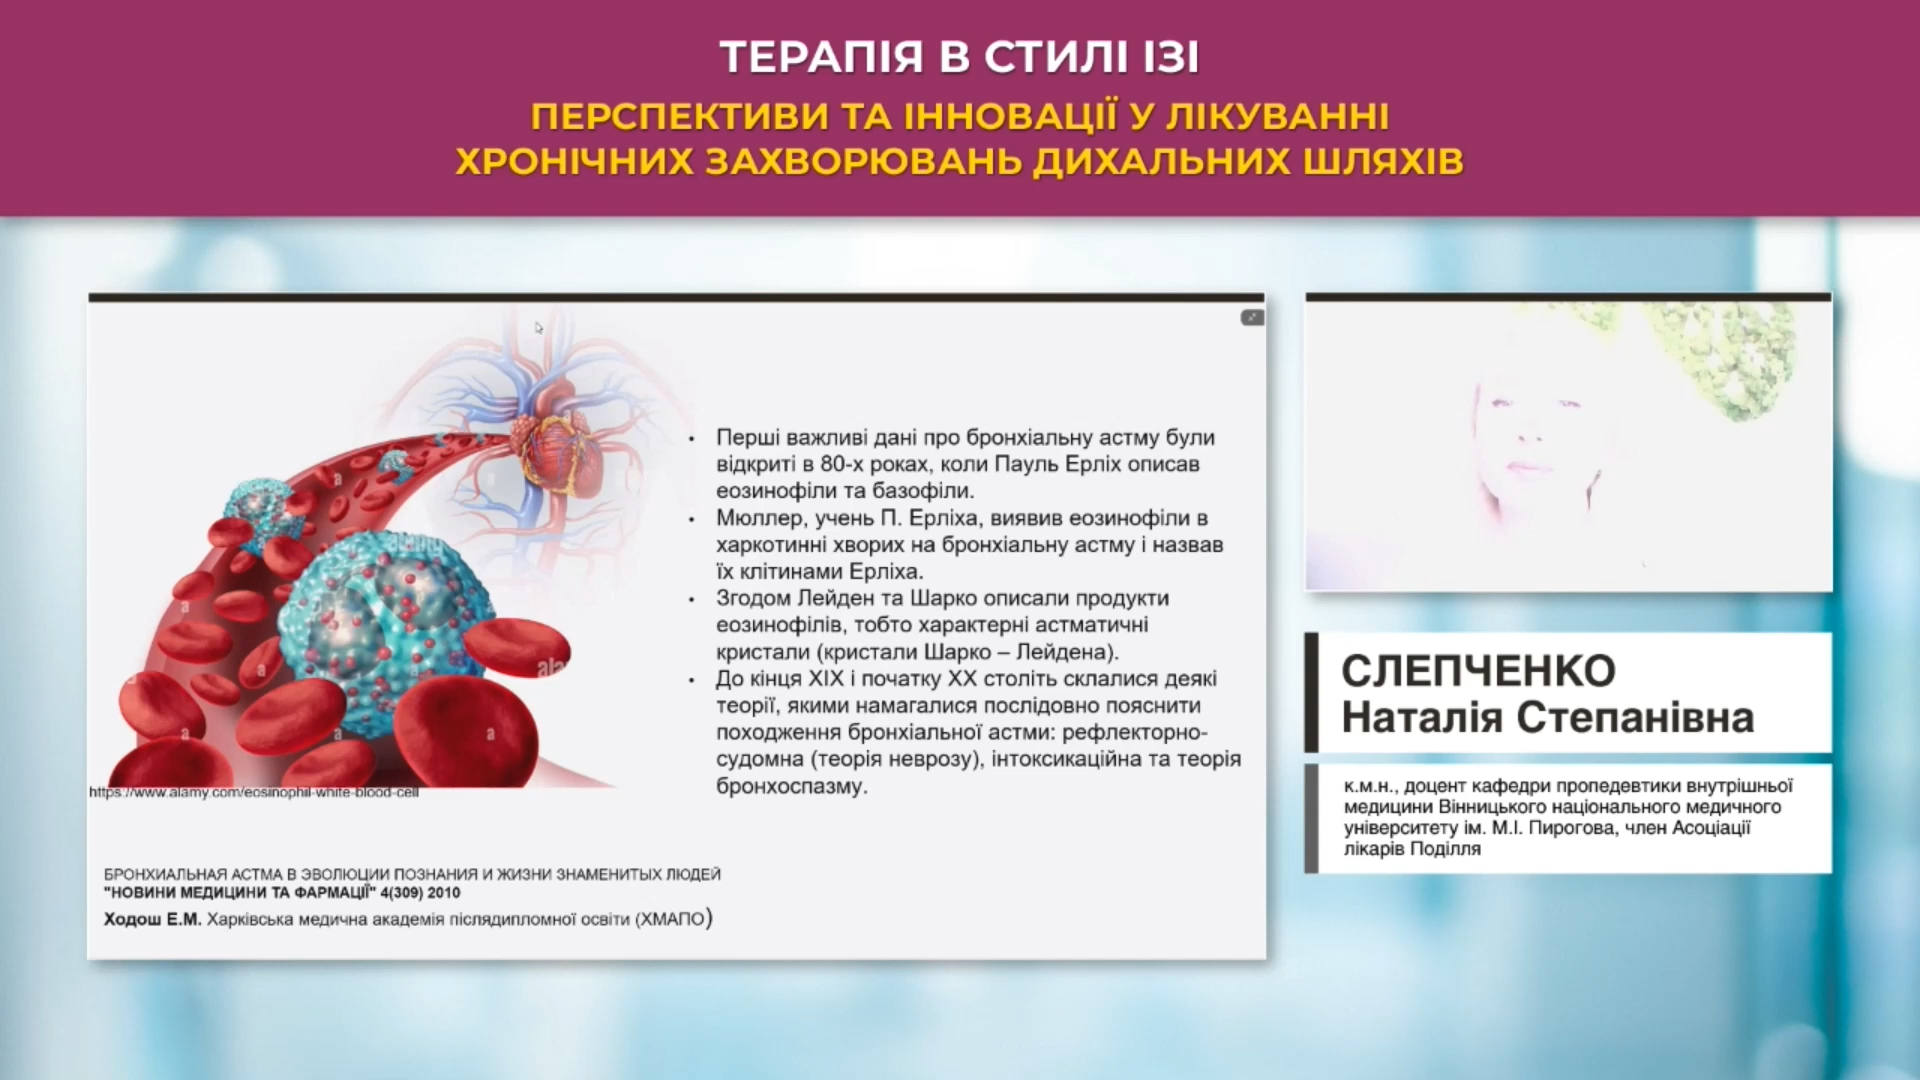 ТЕРАПІЯ В СТИЛІ ІЗІ
ПЕРСПЕКТИВИ ТА ІННОВАЦІЇ У ЛІКУВАННІ
ХРОНІЧНИХ ЗАХВОРЮВАНЬ ДИХАЛЬНИХ ШЛЯХІВ
• Перші важливі дані про бронхіальну астму були
відкриті в 80-х роках, коли Пауль Ерліх описав
еозинофіли та базофіли.
• Мюллер, учень П. Ерліха, виявив еозинофіли в
харкотинні хворих на бронхіальну астму і назвав
їх клітинами Ерліха.
• Згодом Лейден та Шарко описали продукти
еозинофілів, тобто характерні астматичні
кристали (кристали Шарко – Лейдена).
• До кінця XIX і початку XX століть склалися деякі
теорії, якими намагалися послідовно пояснити
походження бронхіальної астми: рефлекторно-
судомна (теорія неврозу), інтоксикаційна та теорія
бронхоспазму.
alamy
ala
a
a
a
a
a
a
https://www.alamy.com/eosinophil-white-blood-cell
БРОНХИАЛЬНАЯ АСТМА В ЭВОЛЮЦИИ ПОЗНАНИЯ И ЖИЗНИ ЗНАМЕНИТЫХ ЛЮДЕЙ
"НОВИНИ МЕДИЦИНИ ТА ФАРМАЦІЇ" 4(309) 2010
Ходош Е.М. Харківська медична академія післядипломної освіти (ХМАПО)
СЛЕПЧЕНКО
Наталія Степанівна
к.м.н., доцент кафедри пропедевтики внутрішньої
медицини Вінницького національного медичного
університету ім. М.І. Пирогова, член Асоціації
лікарів Поділля